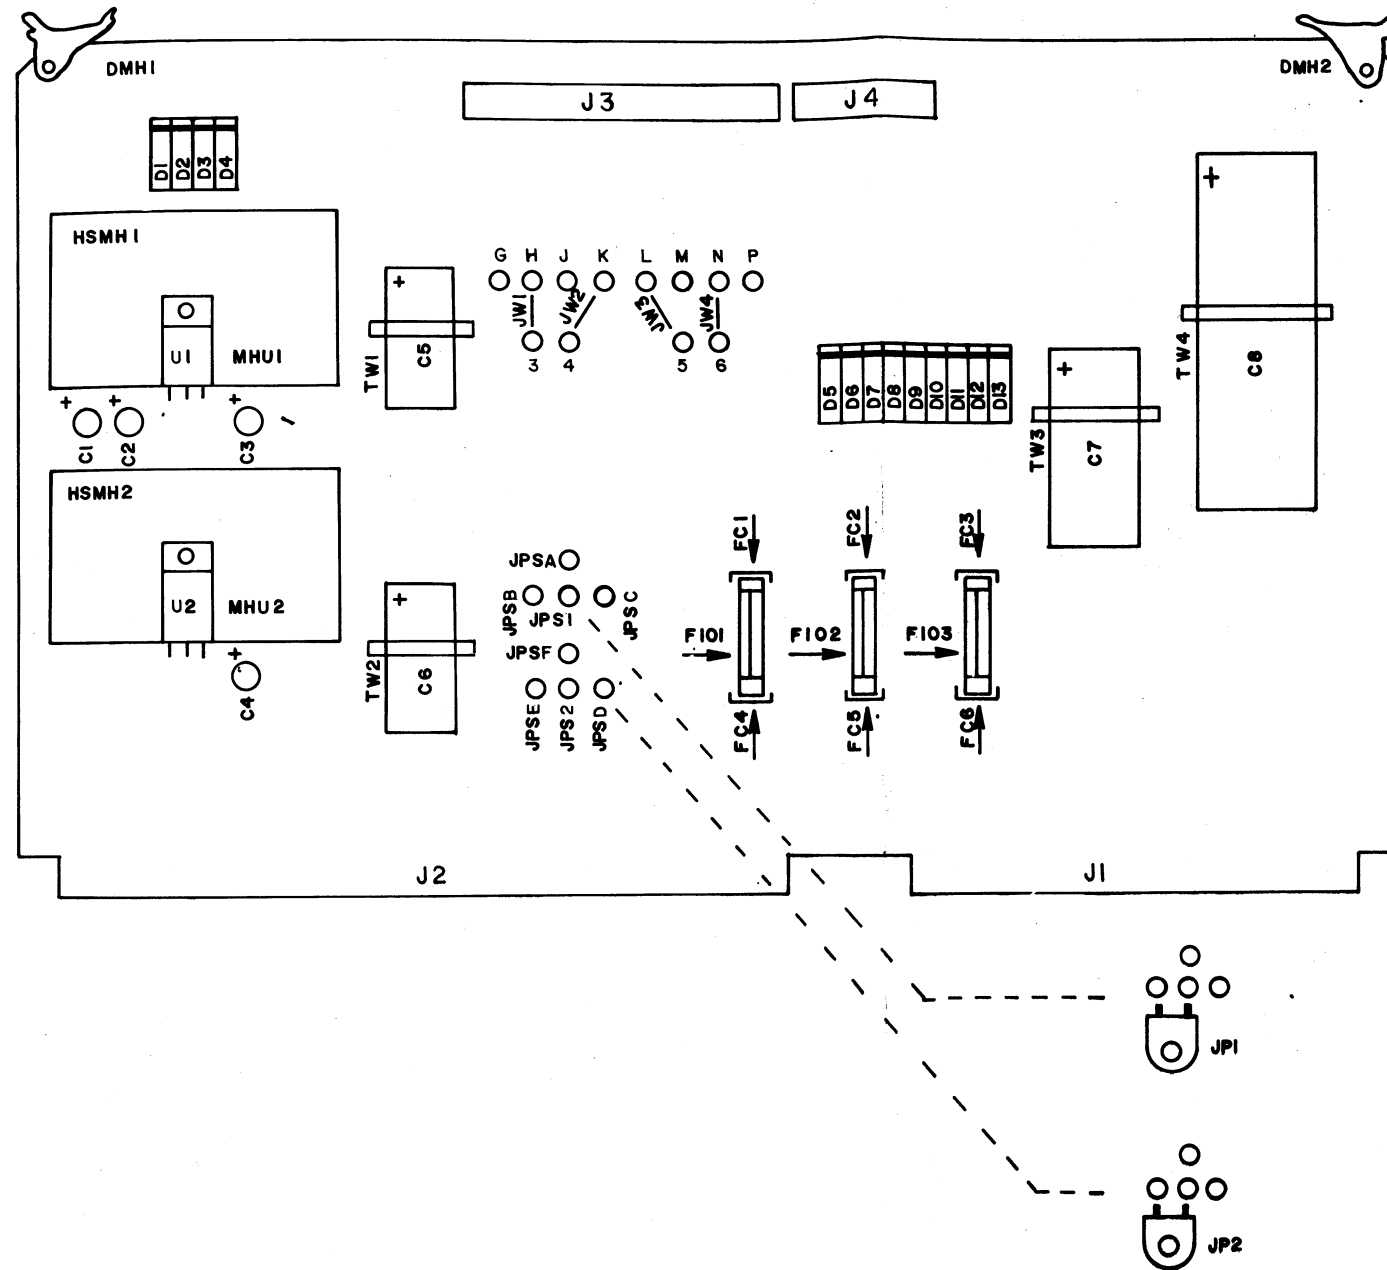 DMH1
DMH2
J3
J4
D1
D2
D3
D4
HSMH1
U1
MHU1
+
+
+
C1
C2
C3
HSMH2
U2
MHU2
+
C4
+
TW1
C5
+
TW2
C6
G H J K L M N P
JW1
JW2
JW3
JW4
3 4 5 6
D5
D6
D7
D8
D9
D10
D11
D12
D13
+
TW3
C7
+
TW4
C8
JPSA
JPSB
JPS1
JPSC
JPSF
JPSE
JPS2
JPSD
FC1
FC2
FC3
F101
F102
F103
FC4
FC5
FC6
J2
J1
JP1
JP2